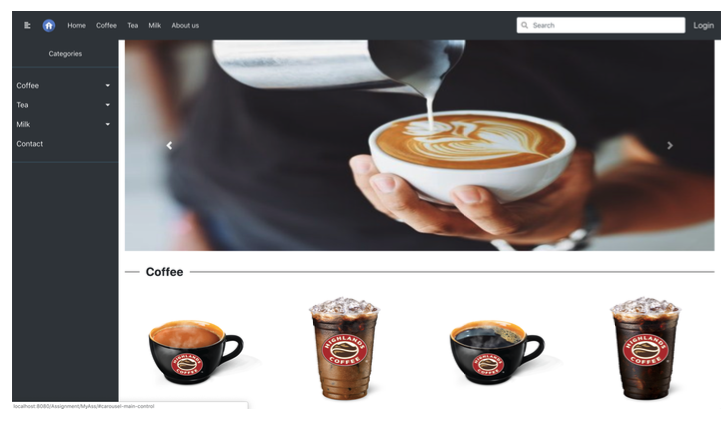 Home Coffee Tea Milk About us Search Login
Categories
Coffee
Tea
Milk
Contact
Coffee
HIGHLANDS COFFEE
HIGHLANDS COFFEE
HIGHLANDS COFFEE
HIGHLANDS COFFEE
localhost:8080/Assignment/MyAss/#carousel-main-control